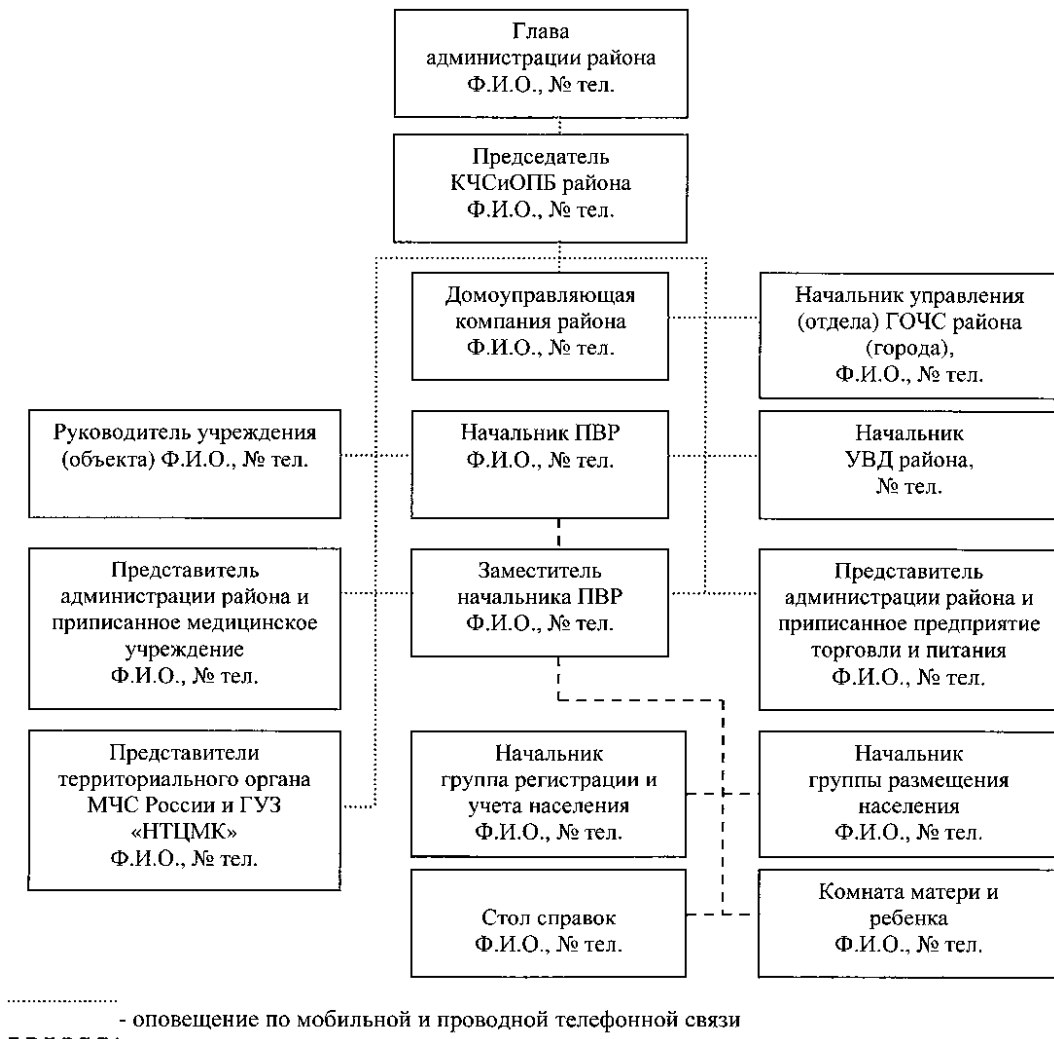 Глава
администрации района
Ф.И.О., № тел.
Председатель
КЧСиОПБ района
Ф.И.О., № тел.
Домоуправляющая
компания района
Ф.И.О., № тел.
Начальник управления
(отдела) ГОЧС района
(города),
Ф.И.О., № тел.
Руководитель учреждения
(объекта) Ф.И.О., № тел.
Начальник ПВР
Ф.И.О., № тел.
Начальник
УВД района,
№ тел.
Представитель
администрации района и
приписанное медицинское
учреждение
Ф.И.О., № тел.
Заместитель
начальника ПВР
Ф.И.О., № тел.
Представитель
администрации района и
приписанное предприятие
торговли и питания
Ф.И.О., № тел.
Представители
территориального органа
МЧС России и ГУЗ
«НТЦМК»
Ф.И.О., № тел.
Начальник
группа регистрации и
учета населения
Ф.И.О., № тел.
Начальник
группы размещения
населения
Ф.И.О., № тел.
Стол справок
Ф.И.О., № тел.
Комната матери и
ребенка
Ф.И.О., № тел.
- оповещение по мобильной и проводной телефонной связи